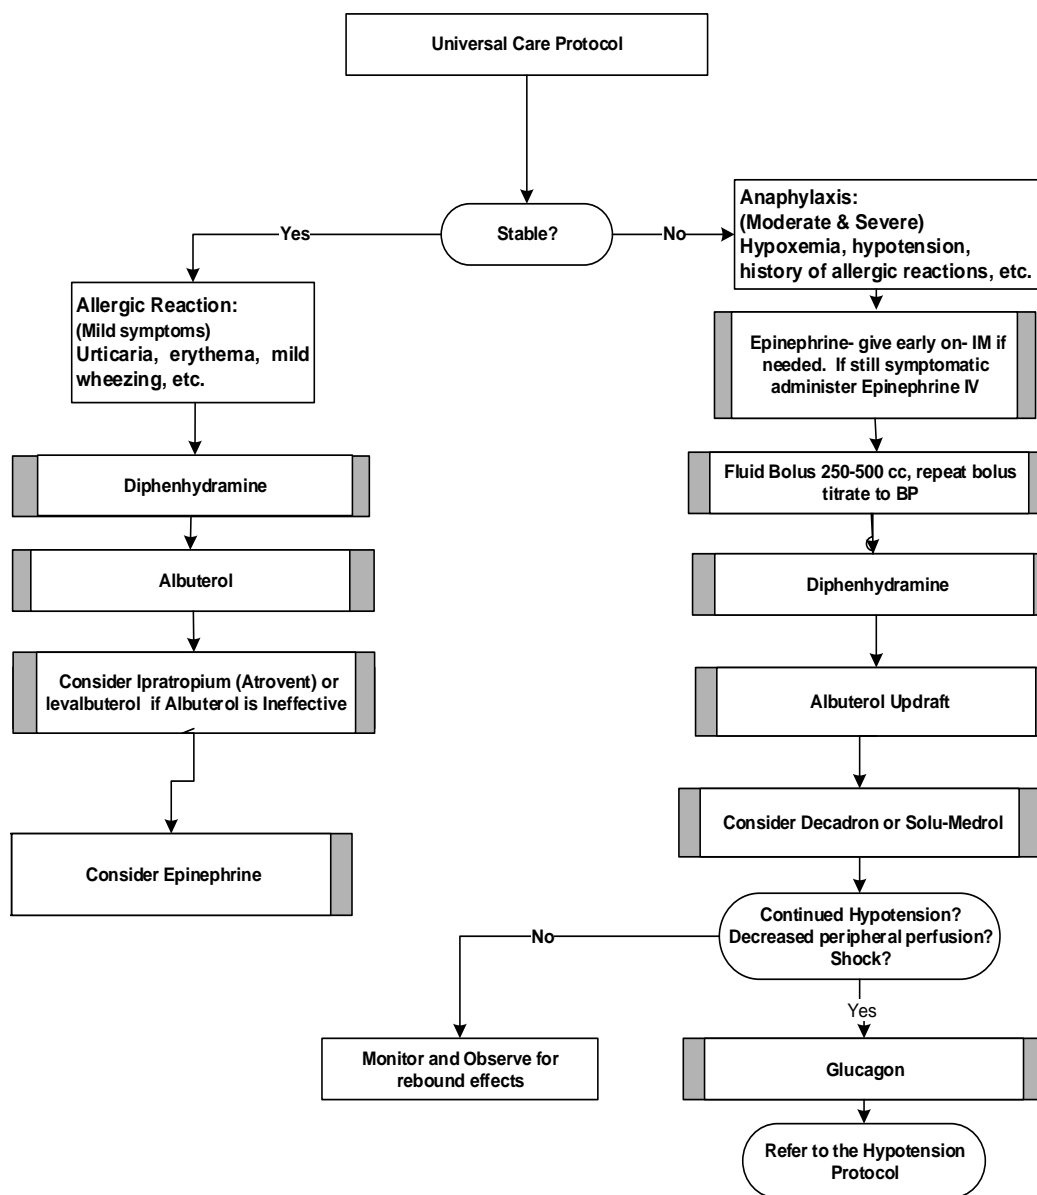 Universal Care Protocol
Stable?
Yes
No
Anaphylaxis:
(Moderate & Severe)
Hypoxemia, hypotension,
history of allergic reactions, etc.
Allergic Reaction:
(Mild symptoms)
Urticaria, erythema, mild
wheezing, etc.
Epinephrine- give early on- IM if
needed. If still symptomatic
administer Epinephrine IV
Diphenhydramine
Fluid Bolus 250-500 cc, repeat bolus
titrate to BP
Albuterol
Diphenhydramine
Consider Ipratropium (Atrovent) or
levalbuterol if Albuterol is Ineffective
Albuterol Updraft
Consider Epinephrine
Consider Decadron or Solu-Medrol
Continued Hypotension?
Decreased peripheral perfusion?
Shock?
No
Yes
Monitor and Observe for
rebound effects
Glucagon
Refer to the Hypotension
Protocol